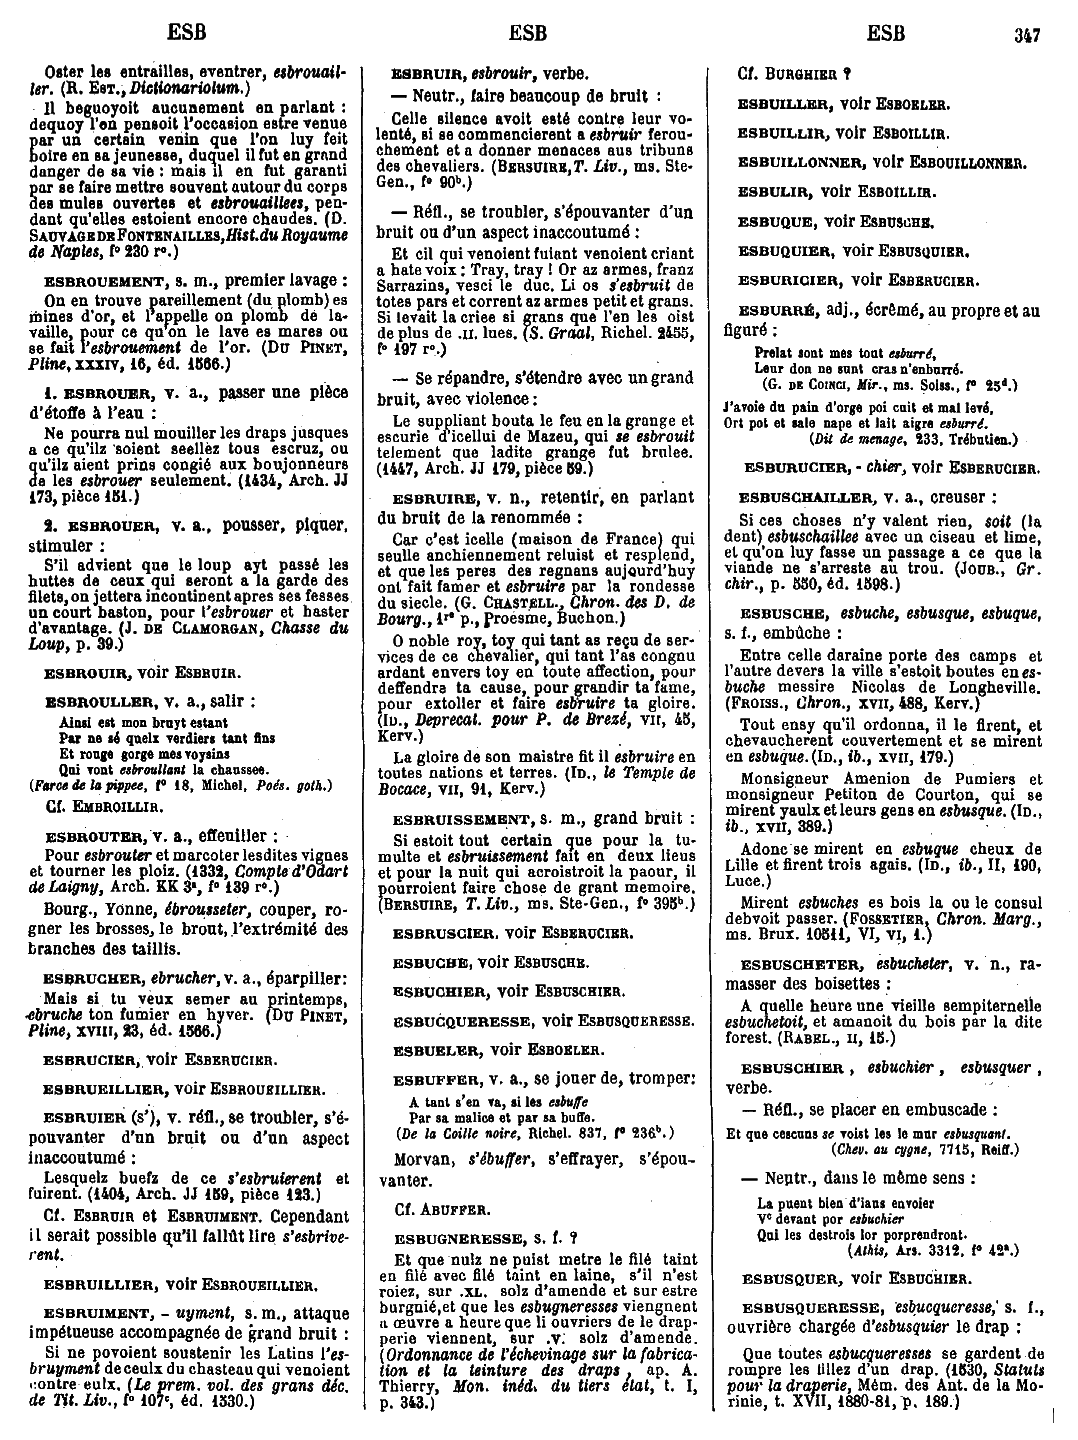 ESB
ESB
ESB
347
Oster les entrailles, eventrer, esbrouail-
ler. (R. EST., Dictionariolum.)
Il beguoyoit aucunement en parlant :
dequoy l'en pensoit l'occasion estre venue
par un certain venin que l'on luy feit
boire en sa jeunesse, duquel il fut en grand
danger de sa vie : mais il en fut garanti
par se faire mettre souvent autour du corps
des mules ouvertes et esbrouaillees, pen-
dant qu'elles estoient encore chaudes. (D.
SAUVAGE DE FONTENAILLES, Hist. du Royaume
de Naples, f° 230 r°.)
ESBROUEMENT, s. m., premier lavage :
On en trouve pareillement (du plomb) es
mines d'or, et l'appelle on plomb de la-
vaille, pour ce qu'on le lave es mares ou
se fait l'esbrouement de l'or. (DU PINET,
Pline, XXXIV, 16, éd. 1566.)
1. ESBROUER, v. a., passer une pièce
d'étoffe à l'eau :
Ne pourra nul mouiller les draps jusques
a ce qu'ilz soient seellez tous escruz, ou
qu'ilz aient prins congié aux boujonneurs
de les esbrouer seulement. (1434, Arch. JJ
173, pièce 151.)
2. ESBROUER, v. a., pousser, piquer,
stimuler :
S'il advient que le loup ayt passé les
huttes de ceux qui seront a la garde des
filets, on jettera incontinent apres ses fesses
un court baston, pour l'esbrouer et haster
d'avantage. (J. DE CLAMORGAN, Chasse du
Loup, p. 39.)
ESBROUIR, voir ESBRUIR.
ESBROULLER, v. a., salir :
Ainsi est mon bruyt estant
Par ne sé quelx verdiers tant fins
Et rouge gorge mes voysins
Qui vont esbroullant la chaussee.
(Farce de la pippee, f° 18, Michel, Poés. goth.)
Cf. EMBROILLIR.
ESBROUTER, v. a., effeuiller :
Pour esbrouter et marcoter lesdites vignes
et tourner les ploiz. (1332, Compte d'Odart
de Laigny, Arch. KK 3ª, f° 139 r°.)
Bourg., Yonne, ébrousseter, couper, ro-
gner les brosses, le brout, l'extrémité des
branches des taillis.
ESBRUCHER, ebrucher, v. a., éparpiller :
Mais si tu veux semer au printemps,
ebruche ton fumier en hyver. (DU PINET,
Pline, XVIII, 23, éd. 1566.)
ESBRUCIER, voir ESBERUCIER.
ESBRUEILLIER, voir ESBROUEILLIER.
ESBRUIER (s'), v. réfl., se troubler, s'é-
pouvanter d'un bruit ou d'un aspect
inaccoutumé :
Lesquelz buefz de ce s'esbruierent et
fuirent. (1404, Arch. JJ 159, pièce 123.)
Cf. ESBRUIR et ESBRUIMENT. Cependant
il serait possible qu'il fallût lire s'esbrive-
rent.
ESBRUILLIER, voir ESBROUEILLIER.
ESBRUIMENT, - uyment, s. m., attaque
impétueuse accompagnée de grand bruit :
Si ne povoient soustenir les Latins l'es-
bruyment de ceulx du chasteau qui venoient
contre eulx. (Le prem. vol. des grans déc.
de Tit. Liv., f° 107ᶜ, éd. 1530.)
ESBRUIR, esbrouir, verbe.
— Neutr., faire beaucoup de bruit :
Celle silence avoit esté contre leur vo-
lenté, si se commencierent a esbruir ferou-
chement et a donner menaces aus tribuns
des chevaliers. (BERSUIRE, T. Liv., ms. Ste-
Gen., f° 90ᵇ.)
— Réfl., se troubler, s'épouvanter d'un
bruit ou d'un aspect inaccoutumé :
Et cil qui venoient fuiant venoient criant
a hate voix : Tray, tray ! Or az armes, franz
Sarrazins, vesci le duc. Li os s'esbruit de
totes pars et corrent az armes petit et grans.
Si levait la criee si grans que l'en les oist
de plus de .II. lues. (S. Graal, Richel. 2455,
f° 197 r°.)
— Se répandre, s'étendre avec un grand
bruit, avec violence :
Le suppliant bouta le feu en la grange et
escurie d'icellui de Mazeu, qui se esbrouit
telement que ladite grange fut brulee.
(1447, Arch. JJ 179, pièce 59.)
ESBRUIRE, v. n., retentir, en parlant
du bruit de la renommée :
Car c'est icelle (maison de France) qui
seulle anchiennement reluist et resplend,
et que les peres des regnans aujourd'huy
ont fait famer et esbruire par la rondesse
du siecle. (G. CHASTELL., Chron. des D. de
Bourg., 1ʳᵉ p., Proesme, Buchon.)
O noble roy, toy qui tant as reçu de ser-
vices de ce chevalier, qui tant l'as congnu
ardant envers toy en toute affection, pour
deffendre ta cause, pour grandir ta fame,
pour extoller et faire esbruire ta gloire.
(ID., Deprecat. pour P. de Brezé, VII, 45,
Kerv.)
La gloire de son maistre fit il esbruire en
toutes nations et terres. (ID., le Temple de
Bocace, VII, 91, Kerv.)
ESBRUISSEMENT, s. m., grand bruit :
Si estoit tout certain que pour la tu-
multe et esbruissement fait en deux lieus
et pour la nuit qui acroistroit la paour, il
pourroient faire chose de grant memoire.
(BERSUIRE, T. Liv., ms. Ste-Gen., f° 395ᵇ.)
ESBRUSCIER, voir ESBERUCIER.
ESBUCHE, voir ESBUSCHE.
ESBUCHIER, voir ESBUSCHIER.
ESBUCQUERESSE, voir ESBUSQUERESSE.
ESBUELER, voir ESBOELER.
ESBUFFER, v. a., se jouer de, tromper :
A tant s'en va, si les esbuffe
Par sa malice et par sa buffe.
(De la Coille noire, Richel. 837, f° 236ᵇ.)
Morvan, s'ébuffer, s'effrayer, s'épou-
vanter.
Cf. ABUFFER.
ESBUGNERESSE, s. f. ?
Et que nulz ne puist metre le filé taint
en filé avec filé taint en laine, s'il n'est
roiez, sur .XL. solz d'amende et sur estre
burgnié, et que les esbugneresses viengnent
a œuvre a heure que li ouvriers de le drap-
perie viennent, sur .V. solz d'amende.
(Ordonnance de l'échevinage sur la fabrica-
tion et la teinture des draps, ap. A.
Thierry, Mon. inéd. du tiers état, t. I,
p. 343.)
Cf. BURGHIER ?
ESBUILLER, voir ESBOELER.
ESBUILLIR, voir ESBOILLIR.
ESBUILLONNER, voir ESBOUILLONNER.
ESBULIR, voir ESBOILLIR.
ESBUQUE, voir ESBUSCHE.
ESBUQUIER, voir ESBUSQUIER.
ESBURICIER, voir ESBERUCIER.
ESBURRÉ, adj., écrêmé, au propre et au
figuré :
Prelat sont mes tout esburré,
Leur don ne sunt cras n'enburré.
(G. DE COINCI, Mir., ms. Soiss., f° 25ᵈ.)
J'avoie du pain d'orge poi cuit et mal levé,
Ort pot et sale nape et lait aigre esburré.
(Dit de menage, 233, Trébutien.)
ESBURUCIER, - chier, voir ESBERUCIER.
ESBUSCHAILLER, v. a., creuser :
Si ces choses n'y valent rien, soit (la
dent) esbuschaillee avec un ciseau et lime,
et qu'on luy fasse un passage a ce que la
viande ne s'arreste au trou. (JOUB., Gr.
chir., p. 550, éd. 1598.)
ESBUSCHE, esbuche, esbusque, esbuque,
s. f., embûche :
Entre celle daraine porte des camps et
l'autre devers la ville s'estoit boutes en es-
buche messire Nicolas de Longheville.
(FROISS., Chron., XVII, 488, Kerv.)
Tout ensy qu'il ordonna, il le firent, et
chevaucherent couvertement et se mirent
en esbuque. (ID., ib., XVII, 179.)
Monsigneur Amenion de Pumiers et
monsigneur Petiton de Courton, qui se
mirent yaulx et leurs gens en esbusque. (ID.,
ib., XVII, 389.)
Adonc se mirent en esbuque cheux de
Lille et firent trois agais. (ID., ib., II, 190,
Luce.)
Mirent esbuches es bois la ou le consul
debvoit passer. (FOSSETIER, Chron. Marg.,
ms. Brux. 10511, VI, VI, 1.)
ESBUSCHETER, esbucheter, v. n., ra-
masser des boisettes :
A quelle heure une vieille sempiternelle
esbuchetoit, et amanoit du bois par la dite
forest. (RABEL., II, 15.)
ESBUSCHIER, esbuchier, esbusquer,
verbe.
— Réfl., se placer en embuscade :
Et que cescuns se voist les le mur esbusquant.
(Chev. au cygne, 7715, Reiff.)
— Neutr., dans le même sens :
La puent bien d'ians envoier
Vᶜ devant por esbuchier
Qui les destrois lor porprendront.
(Athis, Ars. 3312, f° 42ª.)
ESBUSQUER, voir ESBUCHIER.
ESBUSQUERESSE, esbucqueresse, s. f.,
ouvrière chargée d'esbusquier le drap :
Que toutes esbucqueresses se gardent de
rompre les lillez d'un drap. (1530, Statuts
pour la draperie, Mém. des Ant. de la Mo-
rinie, t. XVII, 1880-81, p. 189.)